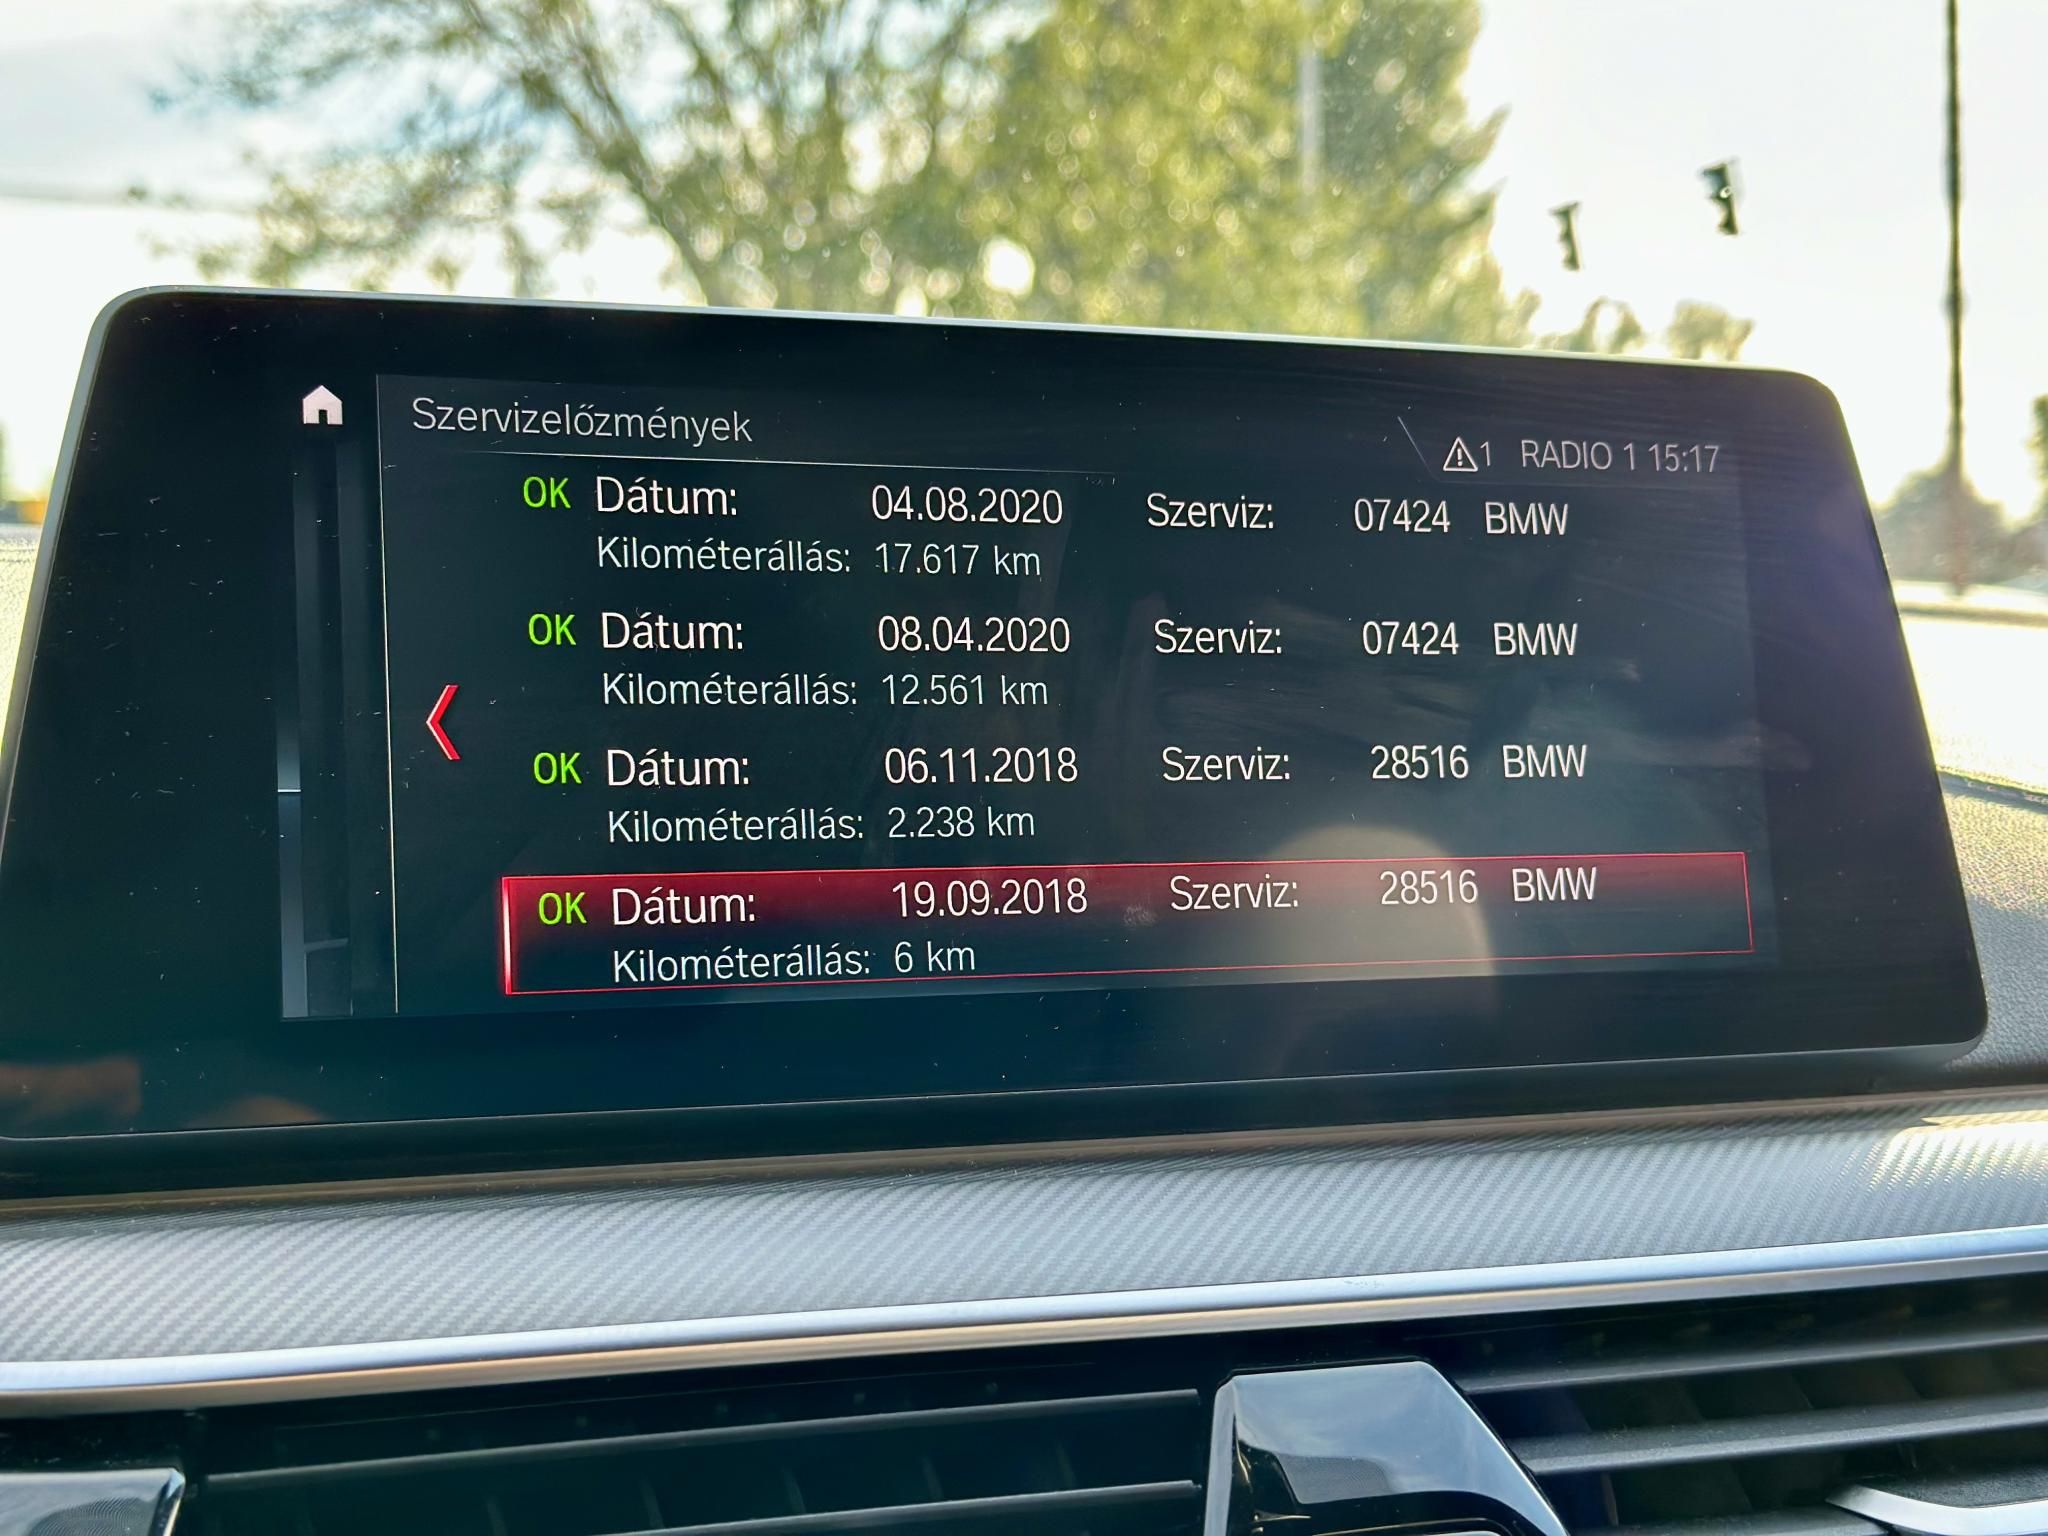 Szervizelőzmények
1 RADIO 1 15:17
OK Dátum: 04.08.2020 Szerviz: 07424 BMW
Kilométerállás: 17.617 km
OK Dátum: 08.04.2020 Szerviz: 07424 BMW
Kilométerállás: 12.561 km
OK Dátum: 06.11.2018 Szerviz: 28516 BMW
Kilométerállás: 2.238 km
OK Dátum: 19.09.2018 Szerviz: 28516 BMW
Kilométerállás: 6 km